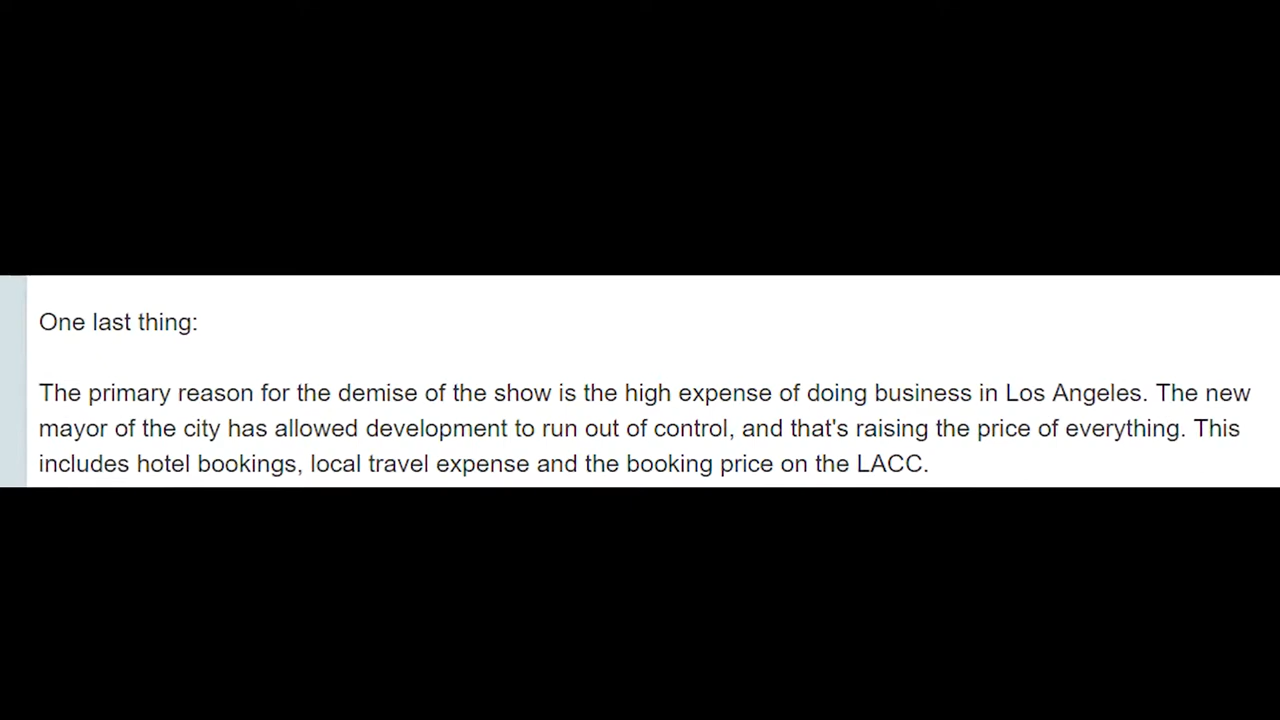 One last thing:
The primary reason for the demise of the show is the high expense of doing business in Los Angeles. The new
mayor of the city has allowed development to run out of control, and that's raising the price of everything. This
includes hotel bookings, local travel expense and the booking price on the LACC.